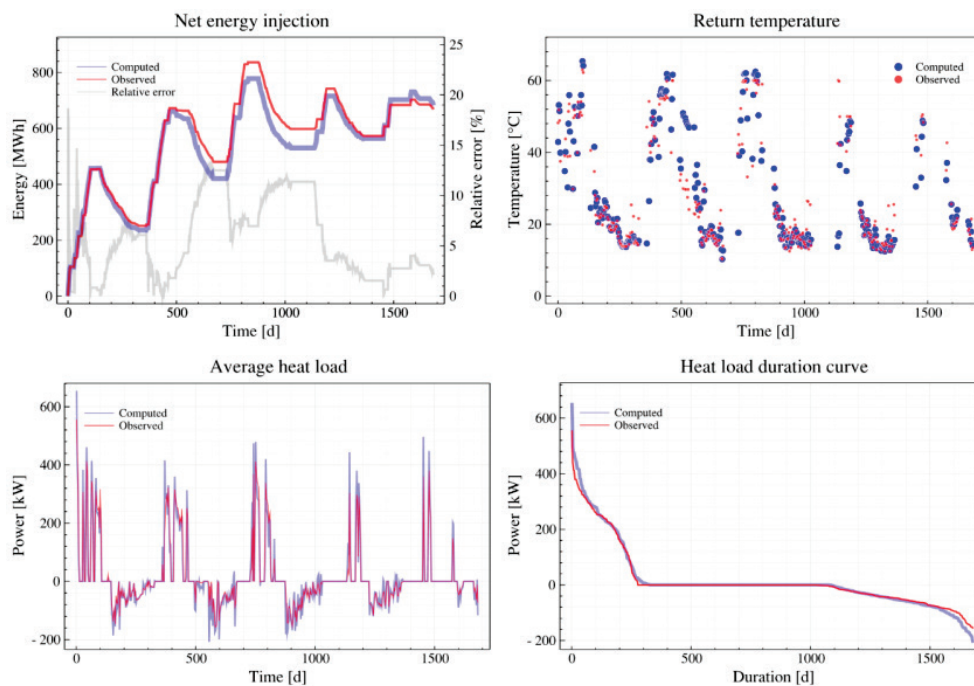 Net energy injection
Computed
Observed
Relative error
Energy [MWh]
800
600
400
200
0
Relative error [%]
25
20
15
10
5
0
0 500 1000 1500
Time [d]
Return temperature
Computed
Observed
Temperature [°C]
60
40
20
0
0 500 1000 1500
Time [d]
Average heat load
Computed
Observed
Power [kW]
600
400
200
0
- 200
0 500 1000 1500
Time [d]
Heat load duration curve
Computed
Observed
Power [kW]
600
400
200
0
- 200
0 500 1000 1500
Duration [d]